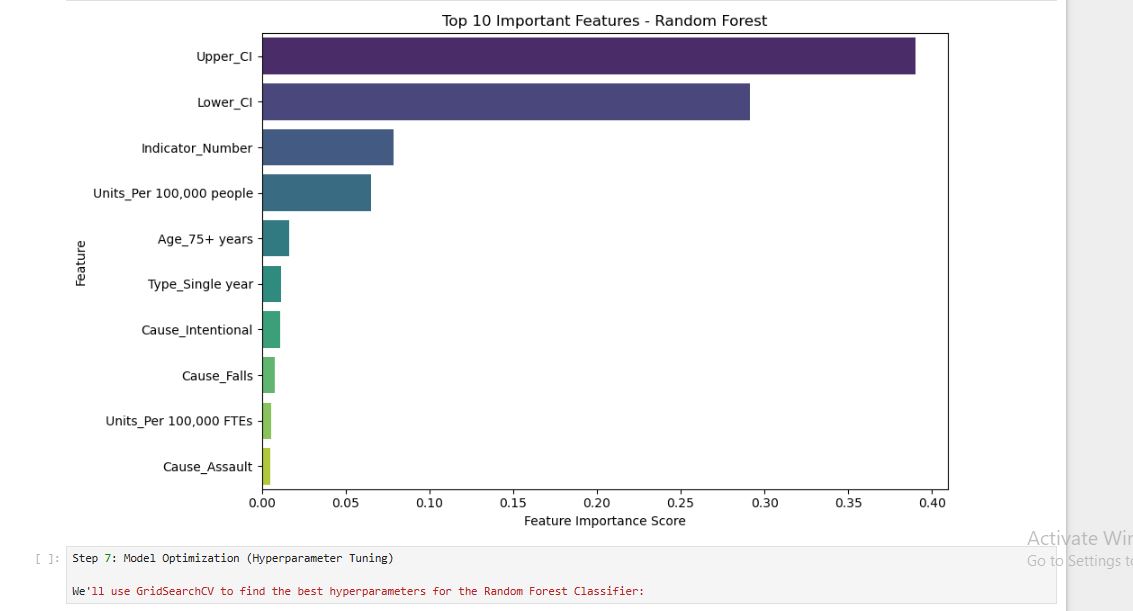 Top 10 Important Features - Random Forest
Upper_CI
Lower_CI
Indicator_Number
Units_Per 100,000 people
Age_75+ years
Type_Single year
Cause_Intentional
Cause_Falls
Units_Per 100,000 FTEs
Cause_Assault
Feature
0.00 0.05 0.10 0.15 0.20 0.25 0.30 0.35 0.40
Feature Importance Score
Activate Win
Go to Settings to
[ ]: Step 7: Model Optimization (Hyperparameter Tuning)
We'll use GridSearchCV to find the best hyperparameters for the Random Forest Classifier: